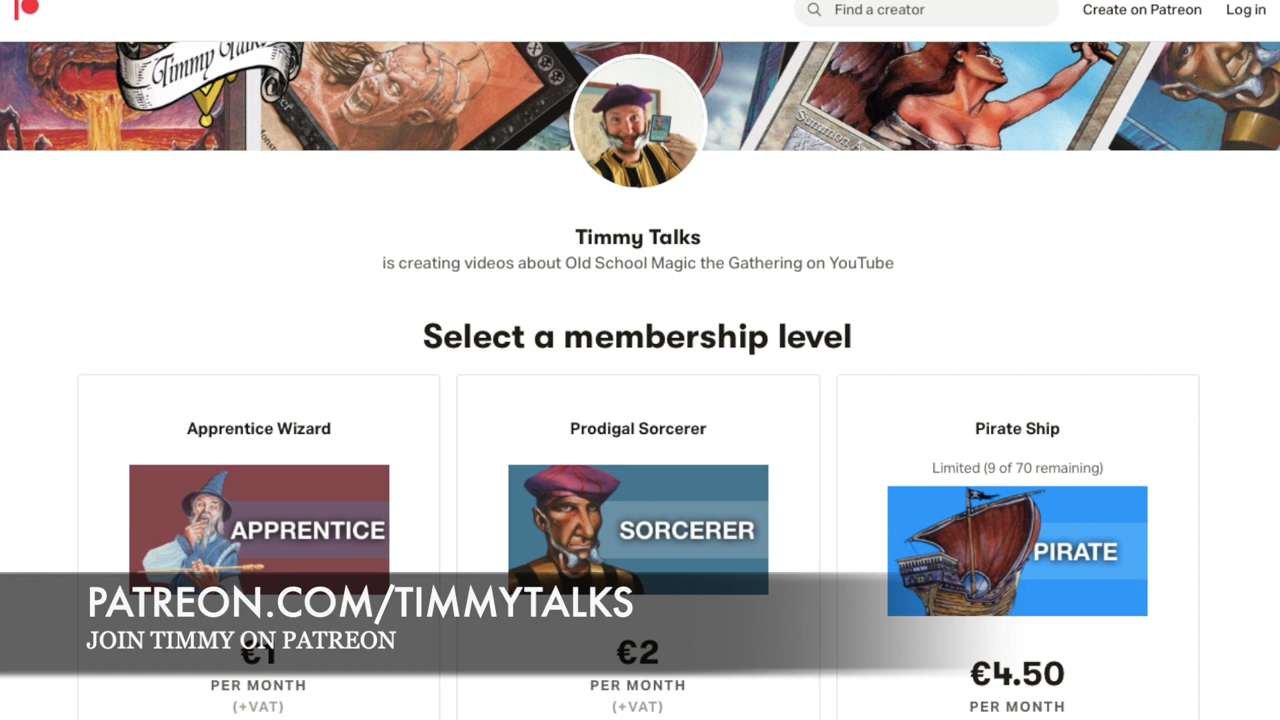 Find a creator
Create on Patreon
Log in
Timmy Talks
Summon
Timmy Talks
is creating videos about Old School Magic the Gathering on YouTube
Select a membership level
Apprentice Wizard
Prodigal Sorcerer
Pirate Ship
Limited (9 of 70 remaining)
APPRENTICE
SORCERER
PIRATE
PATREON.COM/TIMMYTALKS
JOIN TIMMY ON PATREON
€1
€2
€4.50
PER MONTH
PER MONTH
PER MONTH
(+VAT)
(+VAT)